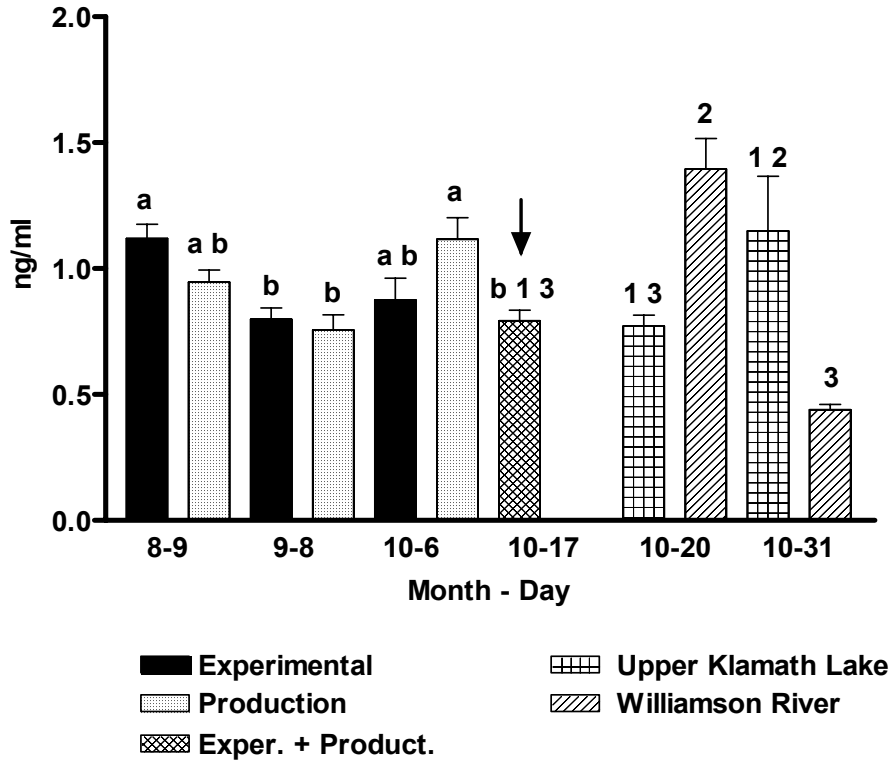 2.0
1.5
1.0
0.5
0.0
ng/ml
a
a b
b
b
a b
a
b 1 3
1 3
2
1 2
3
8-9 9-8 10-6 10-17 10-20 10-31
Month - Day
Experimental
Production
Exper. + Product.
Upper Klamath Lake
Williamson River